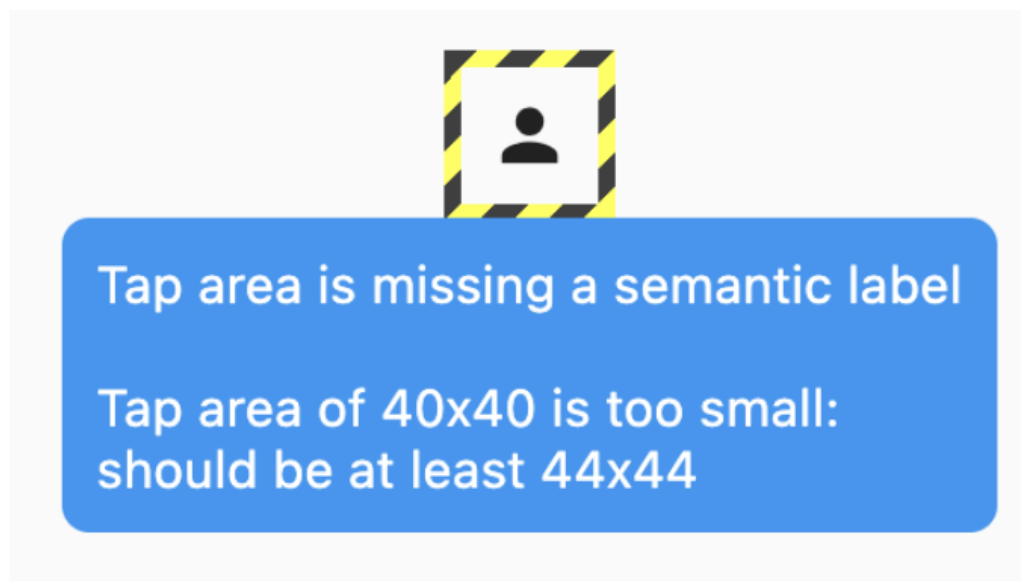 Tap area is missing a semantic label
Tap area of 40x40 is too small:
should be at least 44x44